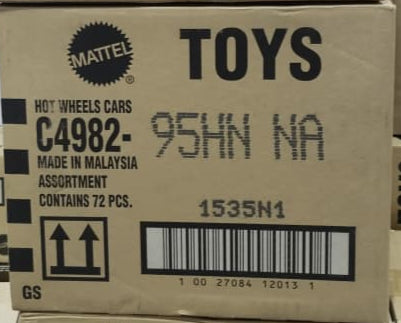 MATTEL
®
TOYS
HOT WHEELS CARS
C4982- 95HN NA
MADE IN MALAYSIA
ASSORTMENT
CONTAINS 72 PCS.
1535N1
1 00 27084 12013 1
GS